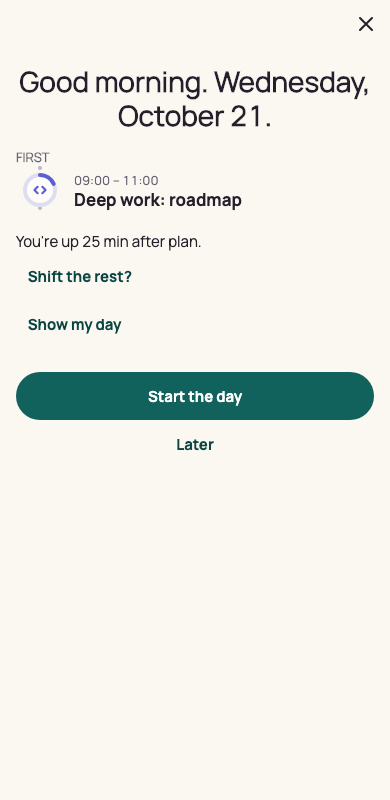 Good morning. Wednesday,
October 21.
FIRST
09:00 – 11:00
Deep work: roadmap
You're up 25 min after plan.
Shift the rest?
Show my day
Start the day
Later